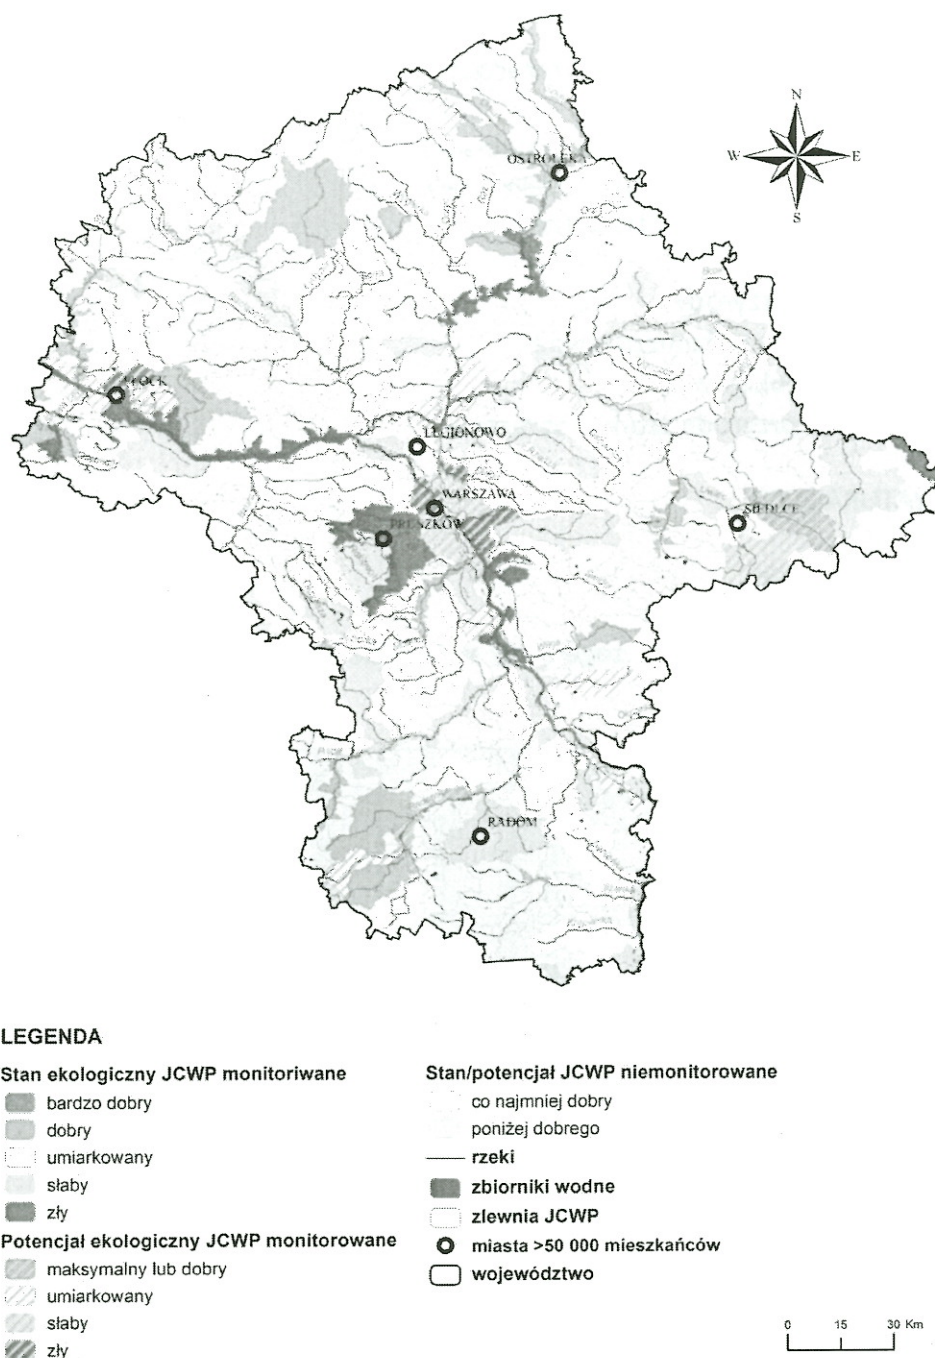 N
W E
S
OSTROŁĘKA
PŁOCK
LEGIONOWO
WARSZAWA
PRUSZKÓW
SIEDLCE
RADOM
LEGENDA
Stan ekologiczny JCWP monitoriwane
bardzo dobry
dobry
umiarkowany
słaby
zły
Potencjał ekologiczny JCWP monitorowane
maksymalny lub dobry
umiarkowany
słaby
zły
Stan/potencjał JCWP niemonitorowane
co najmniej dobry
poniżej dobrego
rzeki
zbiorniki wodne
zlewnia JCWP
miasta >50 000 mieszkańców
województwo
0 15 30 Km